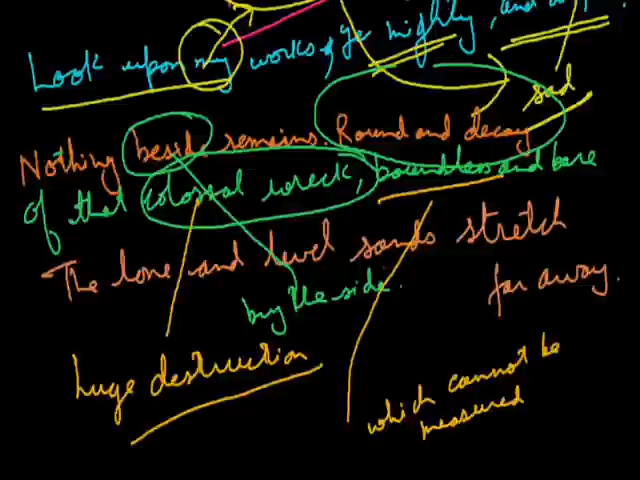 Look upon my works, ye mighty, and
sad
Nothing beside remains. Round and decay
of that colossal wreck, boundless and bare
The lone and level sands stretch
far away.
by the side.
huge destruction
which cannot be
measured